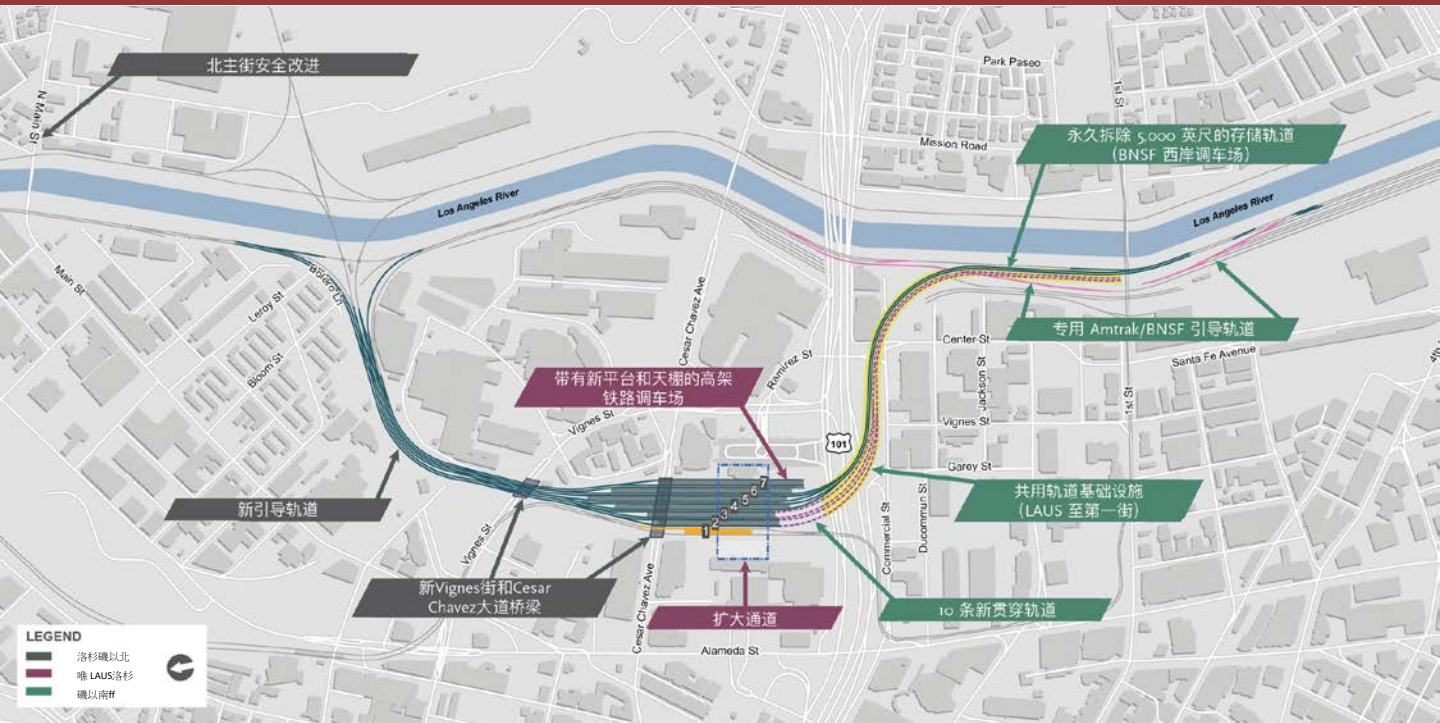 北主街安全改进
Park Paseo
1st St
N Main St
永久拆除 5,000 英尺的存储轨道
(BNSF 西岸调车场)
Mission Road
Los Angeles River
Los Angeles River
Main St
Bolero Ln
Leroy St
Cesar Chavez Ave
专用 Amtrak/BNSF 引导轨道
Center St
Santa Fe Avenue
4th
Bloom St
Ramirez St
Jackson St
带有新平台和天棚的高架
铁路调车场
1st St
Vignes St
Vignes St
101
Garey St
新引导轨道
7
6
5
4
3
2
1
共用轨道基础设施
(LAUS 至第一街)
Vignes St
Commercial St
Ducommun St
新Vignes街和Cesar
Chavez大道桥梁
Cesar Chavez Ave
扩大通道
10 条新贯穿轨道
Alameda St
LEGEND
洛杉磯以北
唯 LAUS洛杉
磯以南ff